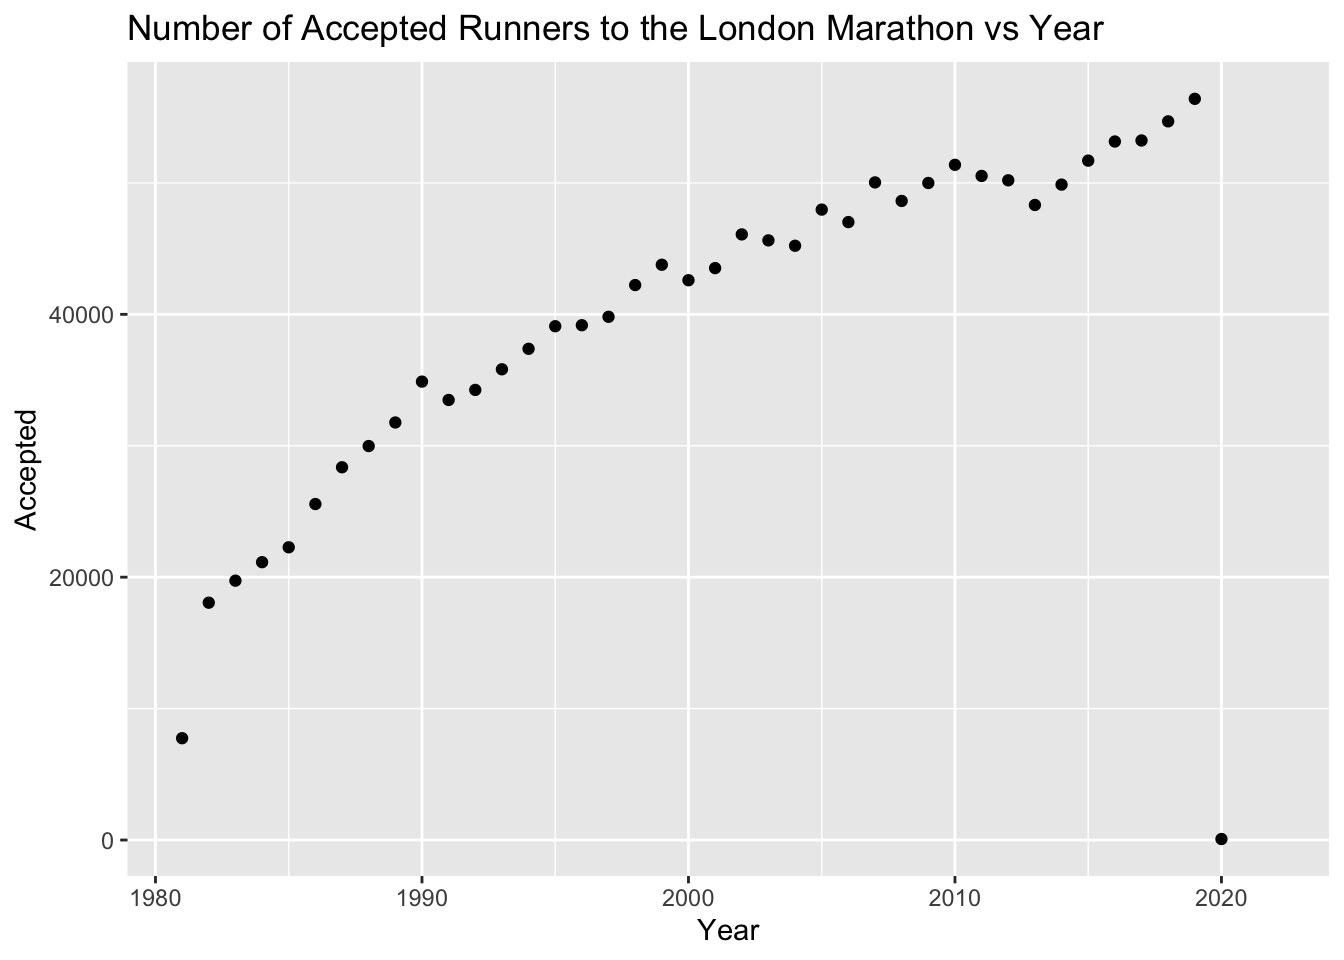 Number of Accepted Runners to the London Marathon vs Year
Accepted
40000
20000
0
1980 1990 2000 2010 2020
Year